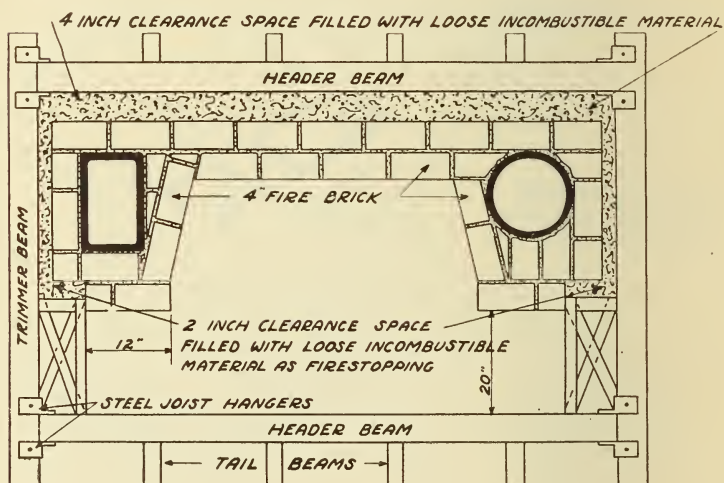 4 INCH CLEARANCE SPACE FILLED WITH LOOSE INCOMBUSTIBLE MATERIAL
HEADER BEAM
4" FIRE BRICK
TRIMMER BEAM
2 INCH CLEARANCE SPACE
FILLED WITH LOOSE INCOMBUSTIBLE
MATERIAL AS FIRESTOPPING
12"
20"
STEEL JOIST HANGERS
HEADER BEAM
TAIL BEAMS